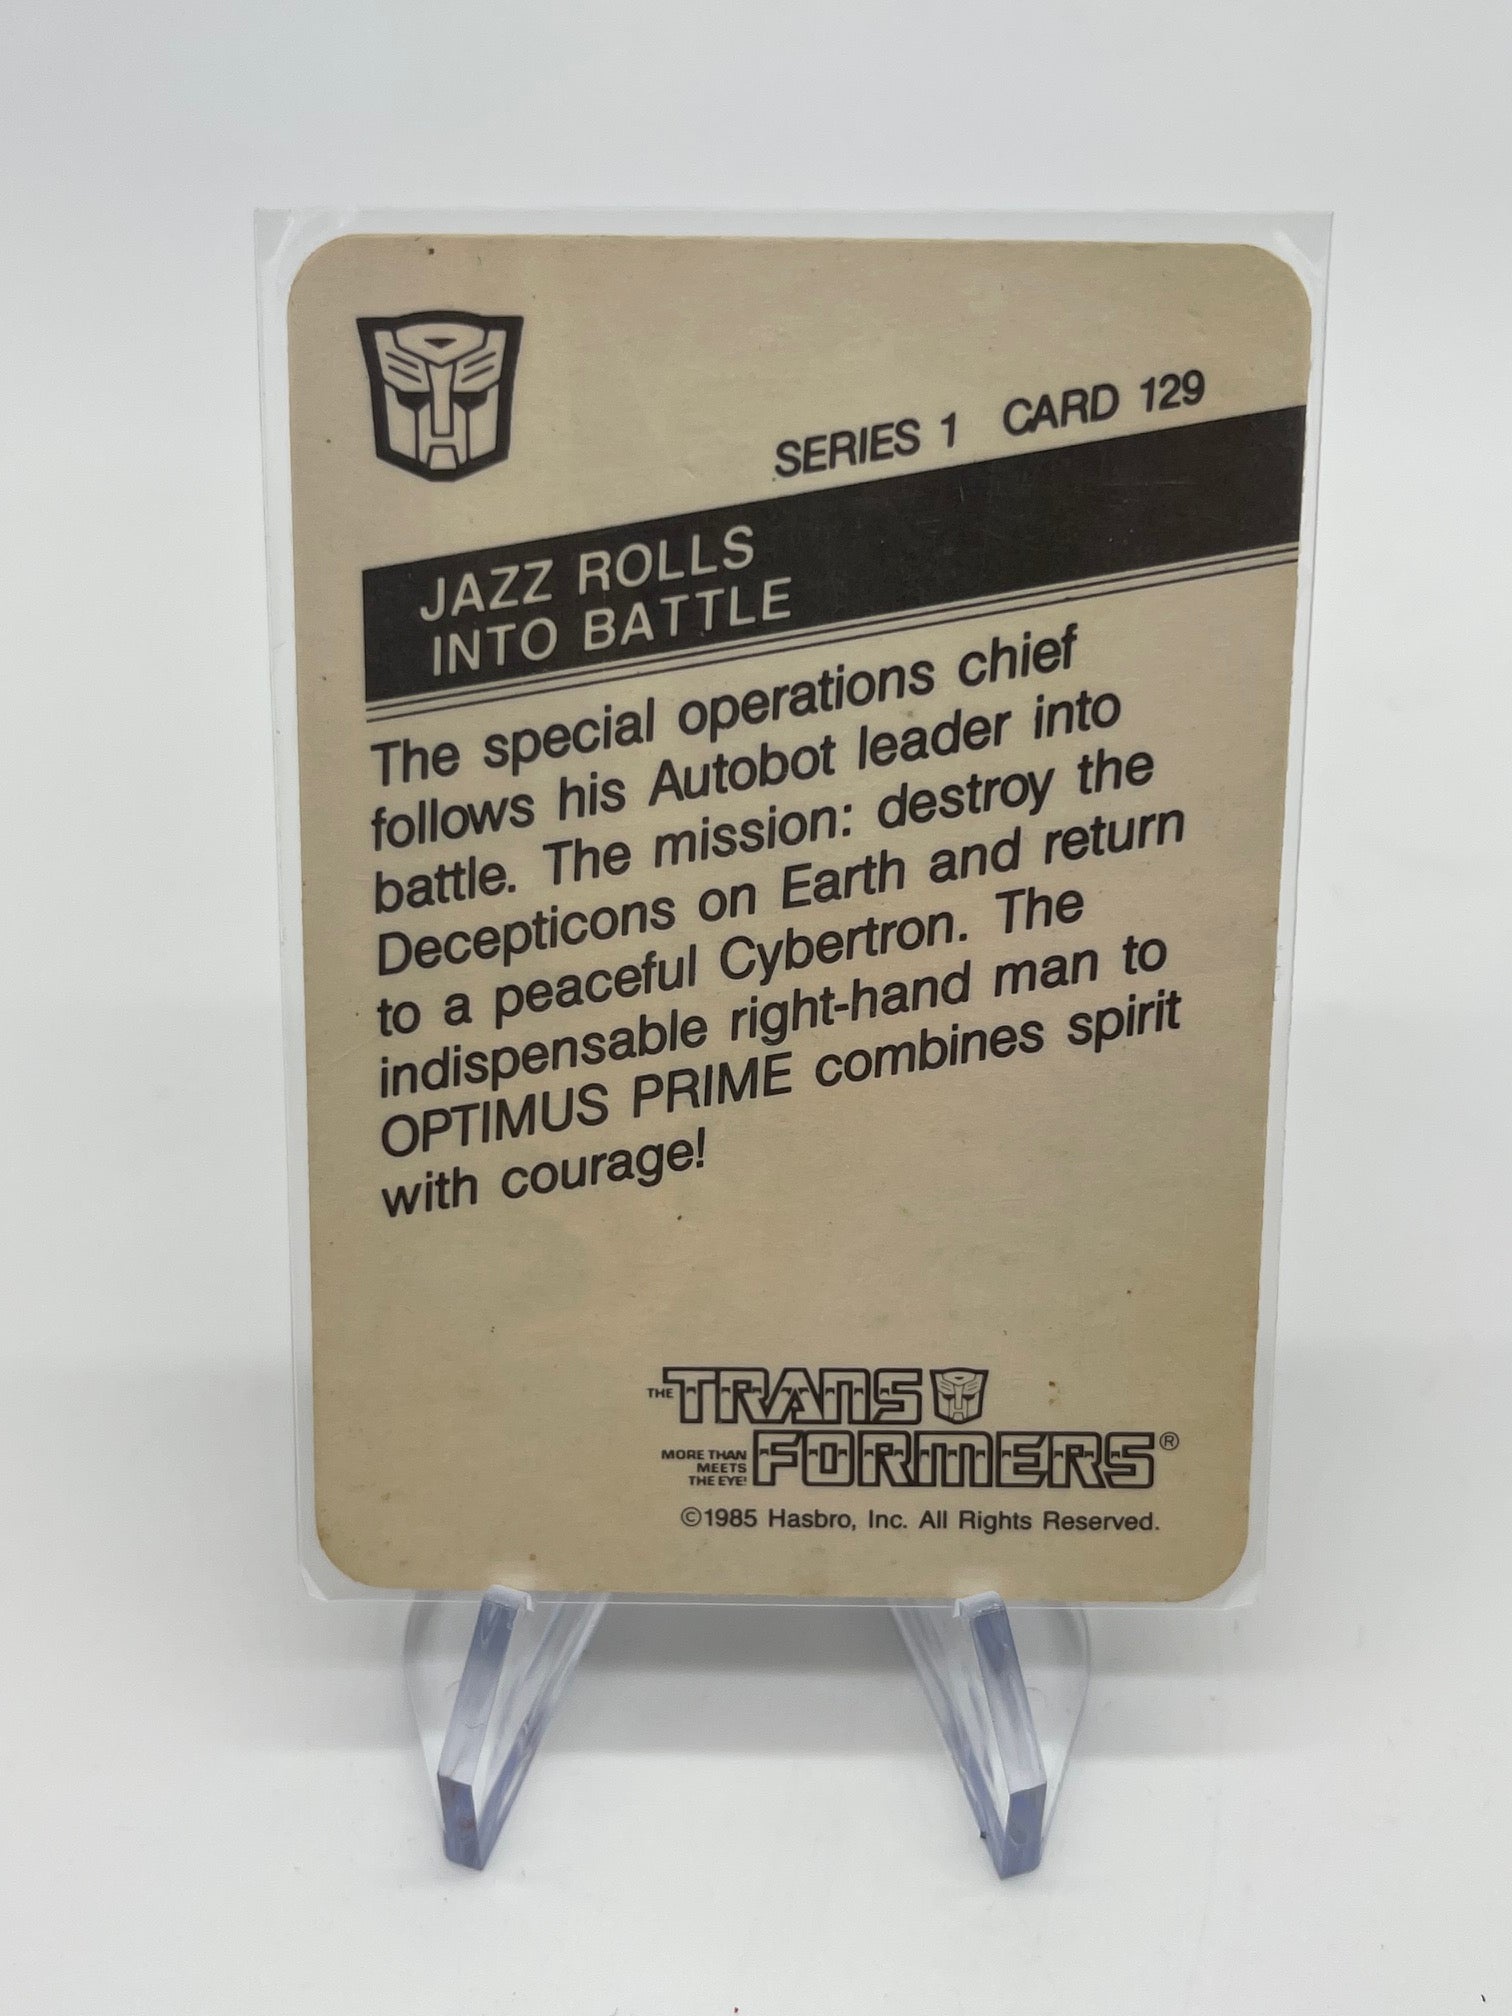 SERIES 1 CARD 129
JAZZ ROLLS
INTO BATTLE
The special operations chief
follows his Autobot leader into
battle. The mission: destroy the
Decepticons on Earth and return
to a peaceful Cybertron. The
indispensable right-hand man to
OPTIMUS PRIME combines spirit
with courage!
THE TRANS
FORMERS®
MORE THAN
MEETS
THE EYE!
©1985 Hasbro, Inc. All Rights Reserved.